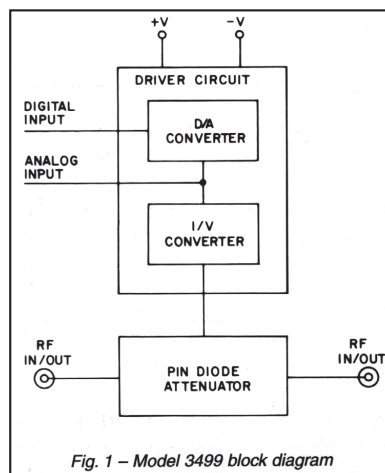 +V
-V
DRIVER CIRCUIT
DIGITAL
INPUT
D/A
CONVERTER
ANALOG
INPUT
I/V
CONVERTER
RF
IN/OUT
PIN DIODE
ATTENUATOR
RF
IN/OUT
Fig. 1 – Model 3499 block diagram